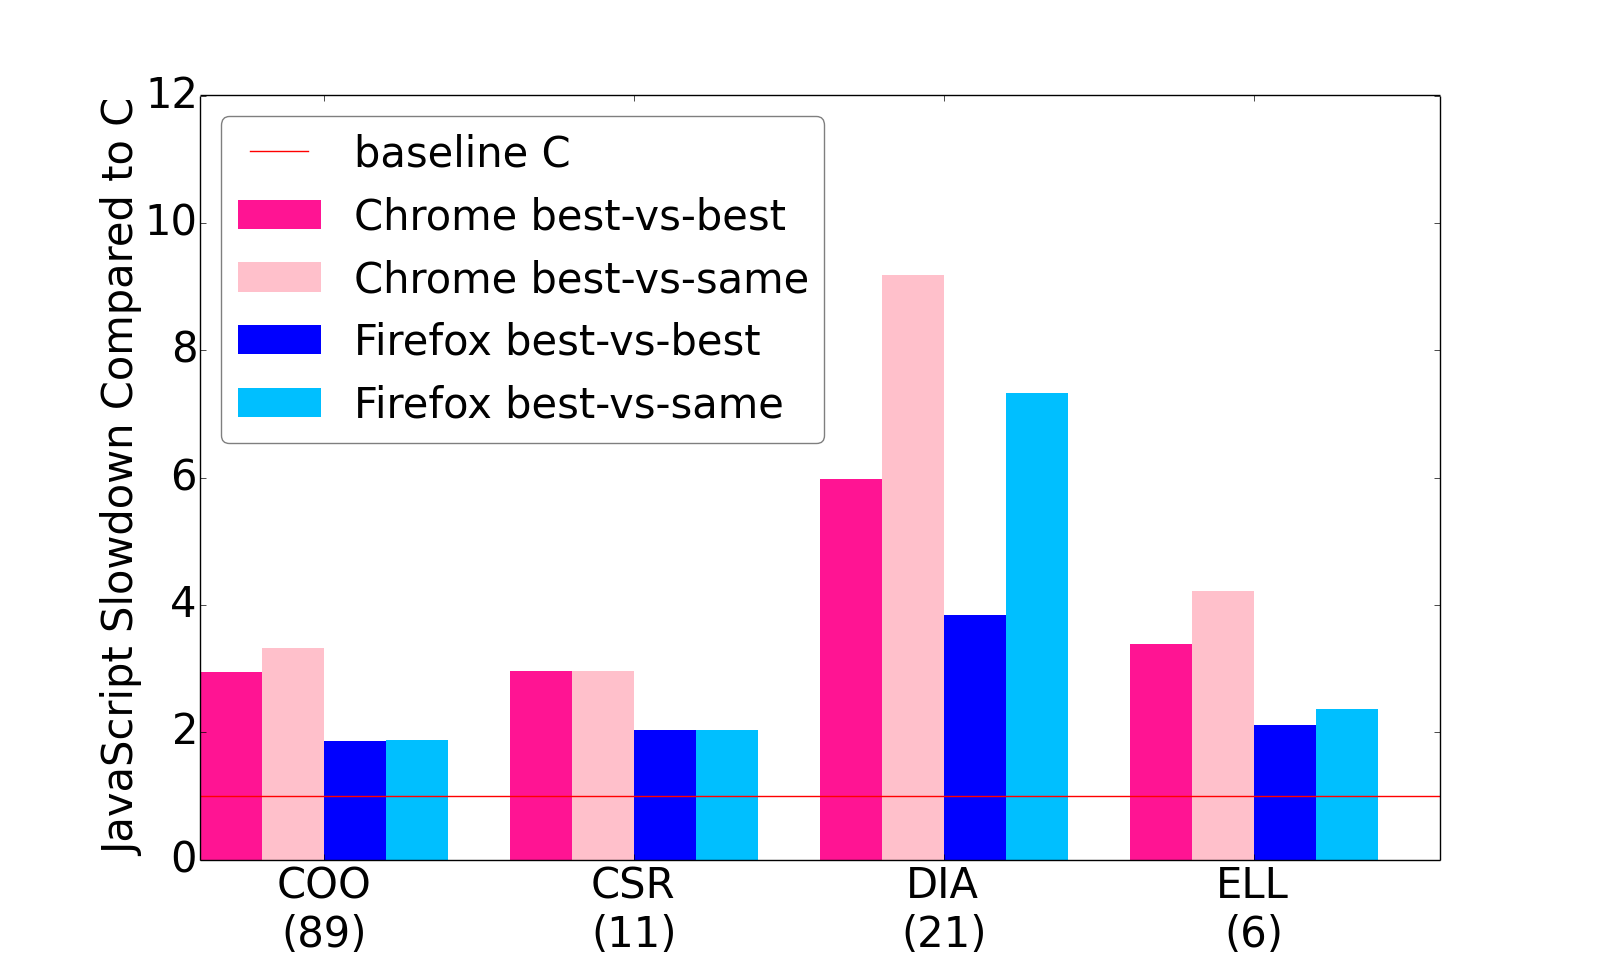 JavaScript Slowdown Compared to C
12
10
8
6
4
2
0
baseline C
Chrome best-vs-best
Chrome best-vs-same
Firefox best-vs-best
Firefox best-vs-same
COO CSR DIA ELL
(89) (11) (21) (6)